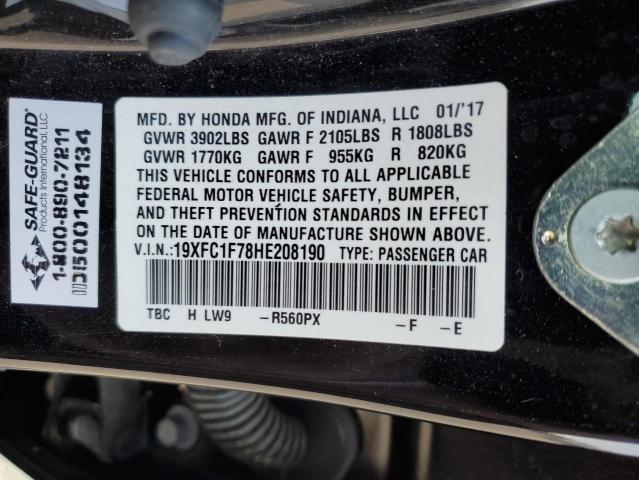 MFD. BY HONDA MFG. OF INDIANA, LLC 01/'17
GVWR 3902LBS GAWR F 2105LBS R 1808LBS
GVWR 1770KG GAWR F 955KG R 820KG
THIS VEHICLE CONFORMS TO ALL APPLICABLE
FEDERAL MOTOR VEHICLE SAFETY, BUMPER,
AND THEFT PREVENTION STANDARDS IN EFFECT
ON THE DATE OF MANUFACTURE SHOWN ABOVE.
V.I.N.:19XFC1F78HE208190 TYPE: PASSENGER CAR
TBC H LW9 -R560PX -F -E
SAFE-GUARD®
Products International, LLC
1-800-890-7211
DI500148134